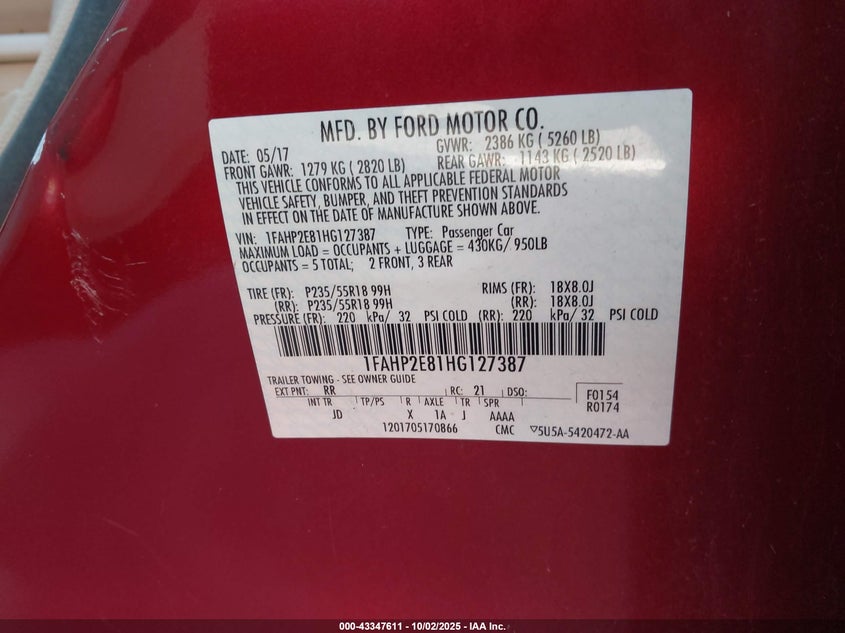 MFD. BY FORD MOTOR CO.
DATE: 05/17 GVWR: 2386 KG ( 5260 LB)
FRONT GAWR: 1279 KG ( 2820 LB) REAR GAWR: 1143 KG ( 2520 LB)
THIS VEHICLE CONFORMS TO ALL APPLICABLE FEDERAL MOTOR
VEHICLE SAFETY, BUMPER, AND THEFT PREVENTION STANDARDS
IN EFFECT ON THE DATE OF MANUFACTURE SHOWN ABOVE.
VIN: 1FAHP2E81HG127387 TYPE: Passenger Car
MAXIMUM LOAD = OCCUPANTS + LUGGAGE = 430KG/ 950LB
OCCUPANTS = 5 TOTAL; 2 FRONT, 3 REAR
TIRE (FR): P235/55R18 99H RIMS (FR): 18X8.0J
(RR): P235/55R18 99H (RR): 18X8.0J
PRESSURE (FR): 220 kPa/ 32 PSI COLD (RR): 220 kPa/ 32 PSI COLD
1FAHP2E81HG127387
TRAILER TOWING - SEE OWNER GUIDE
EXT PNT: RR RC: 21 DSO: F0154
INT TR TP/PS R AXLE TR SPR R0174
JD X 1A J AAAA
1201705170866 CMC 5U5A-5420472-AA
000-43347611 - 10/02/2025 - IAA Inc.